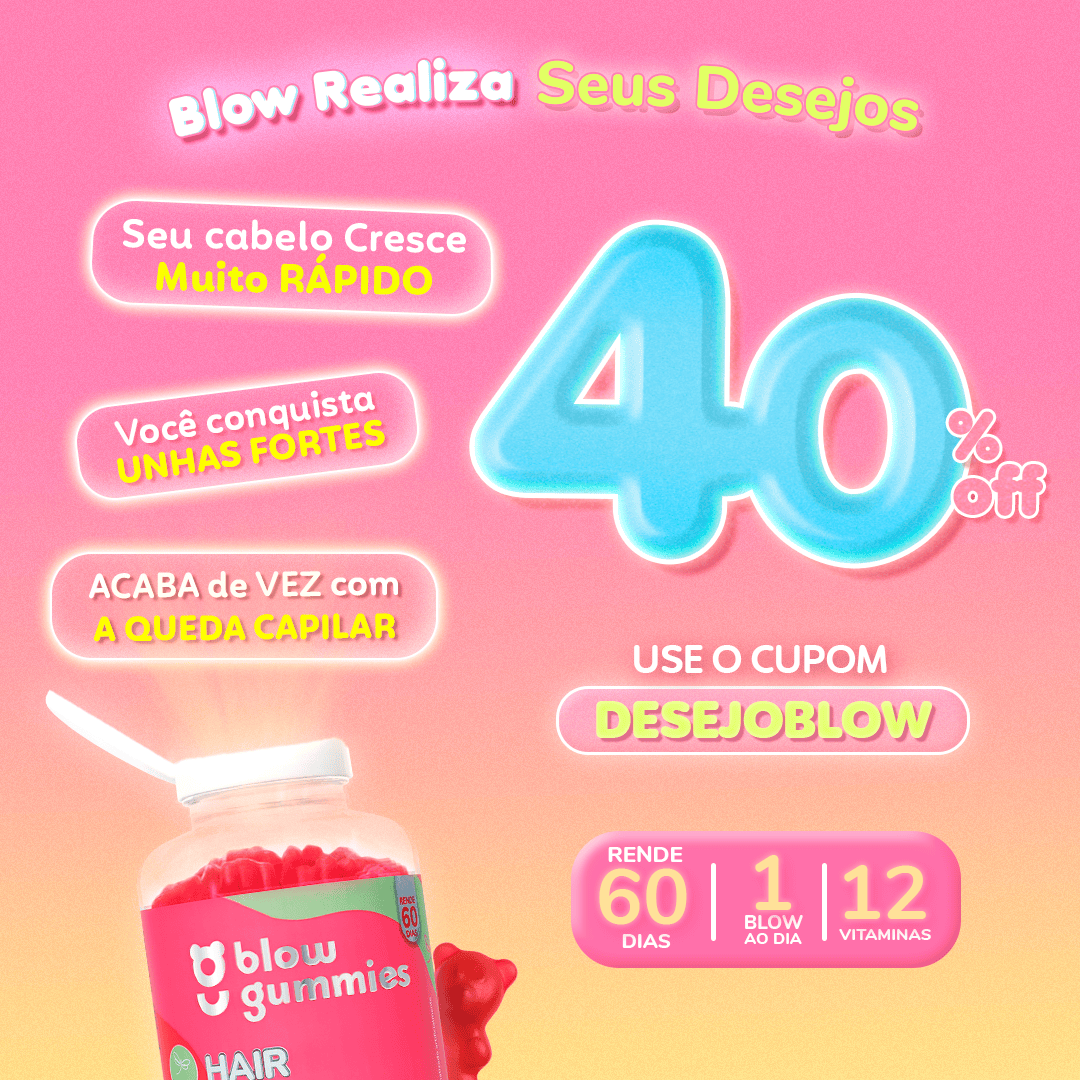 Blow Realiza Seus Desejos
Seu cabelo Cresce
Muito RÁPIDO
Você conquista
UNHAS FORTES
ACABA de VEZ com
A QUEDA CAPILAR
40
%
off
USE O CUPOM
DESEJOBLOW
RENDE
60
DIAS
1
BLOW
AO DIA
12
VITAMINAS
RENDE
60
DIAS
blow
gummies
HAIR